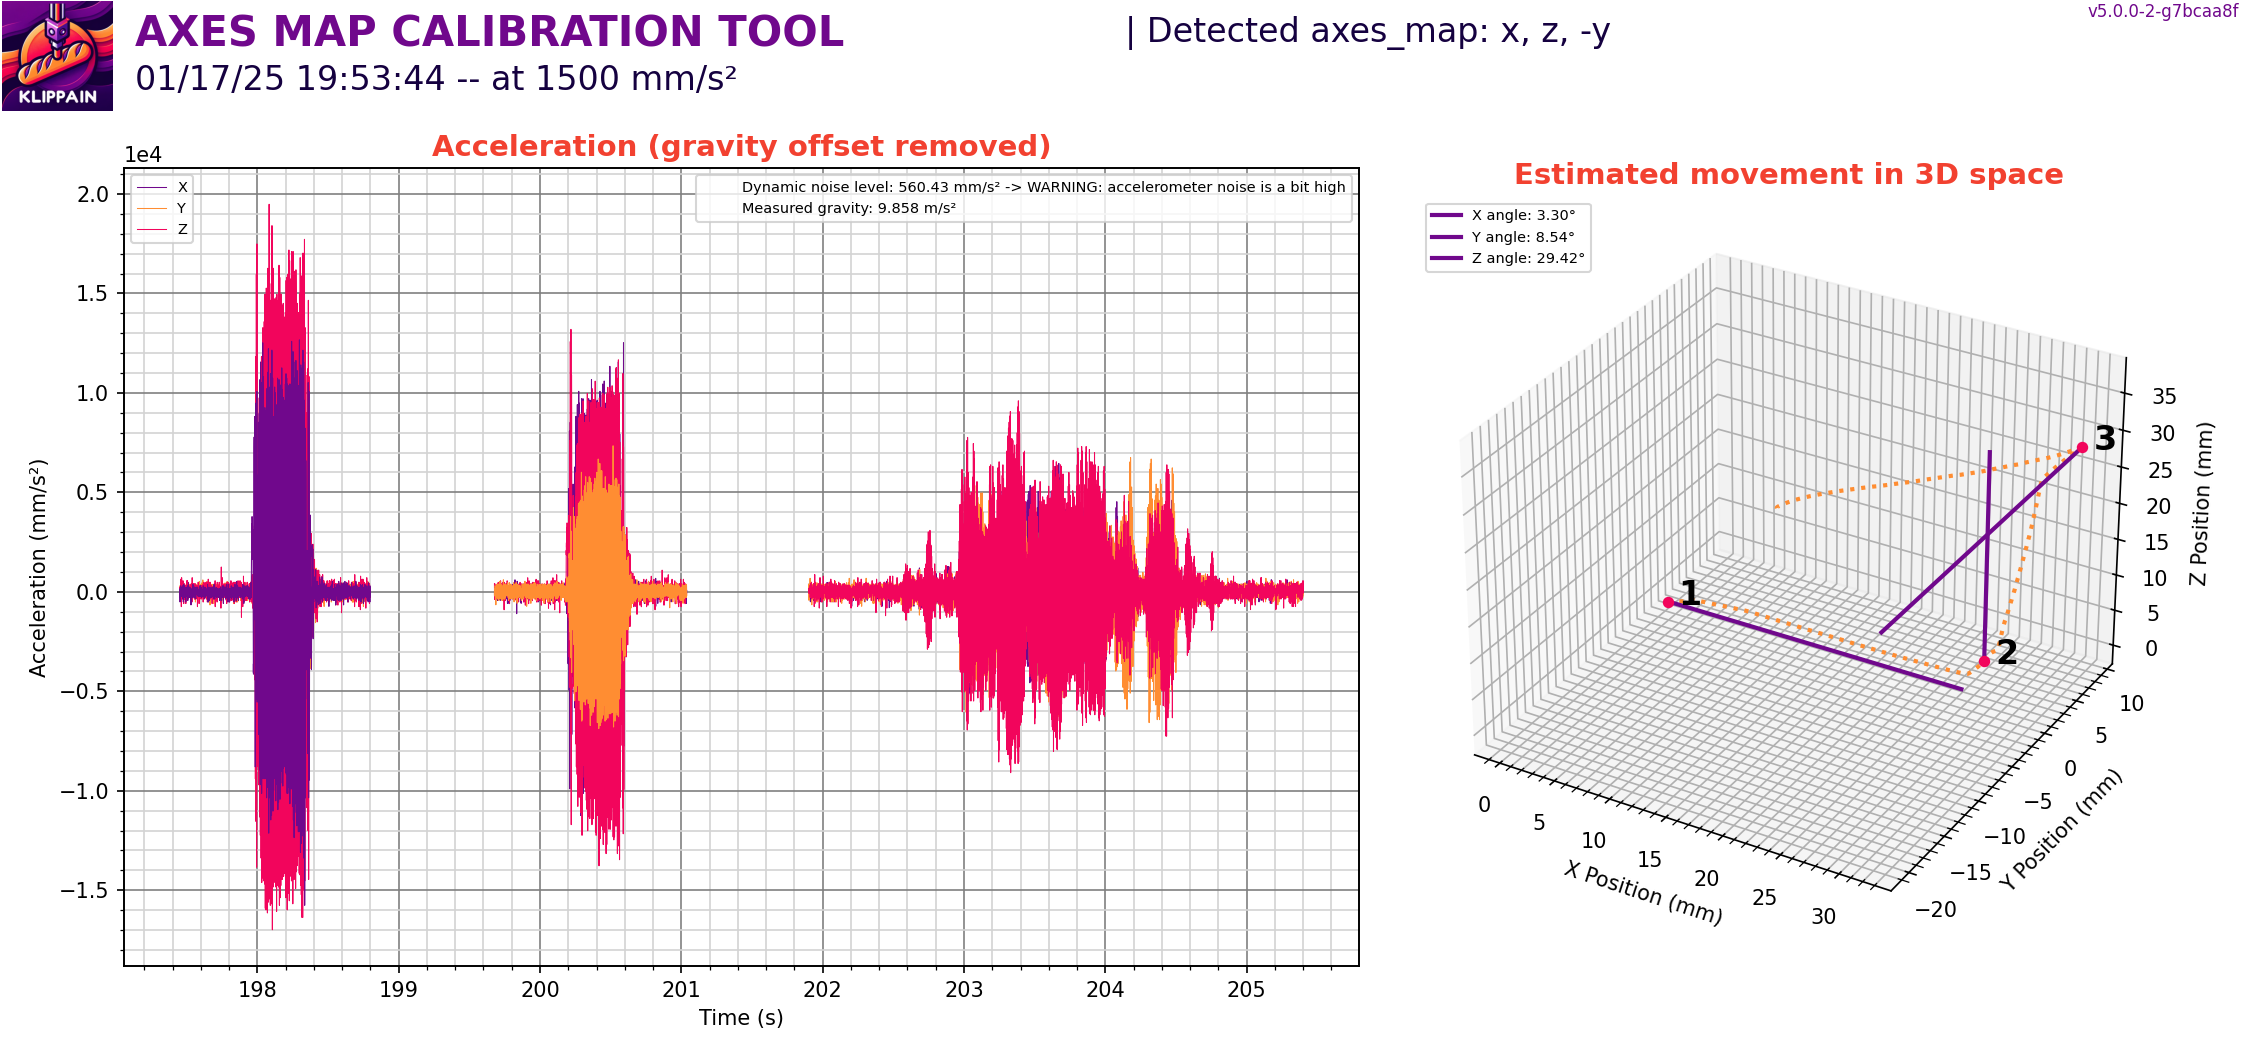 KLIPPAIN
AXES MAP CALIBRATION TOOL
| Detected axes_map: x, z, -y
v5.0.0-2-g7bcaa8f
01/17/25 19:53:44 -- at 1500 mm/s²
Acceleration (gravity offset removed)
1e4
X
Y
Z
Dynamic noise level: 560.43 mm/s² -> WARNING: accelerometer noise is a bit high
Measured gravity: 9.858 m/s²
2.0
1.5
1.0
0.5
0.0
−0.5
−1.0
−1.5
Acceleration (mm/s²)
198 199 200 201 202 203 204 205
Time (s)
Estimated movement in 3D space
X angle: 3.30°
Y angle: 8.54°
Z angle: 29.42°
1
2
3
35
30
25
20
15
10
5
0
Z Position (mm)
10
5
0
−5
−10
−15
−20
Y Position (mm)
0
5
10
15
20
25
30
X Position (mm)